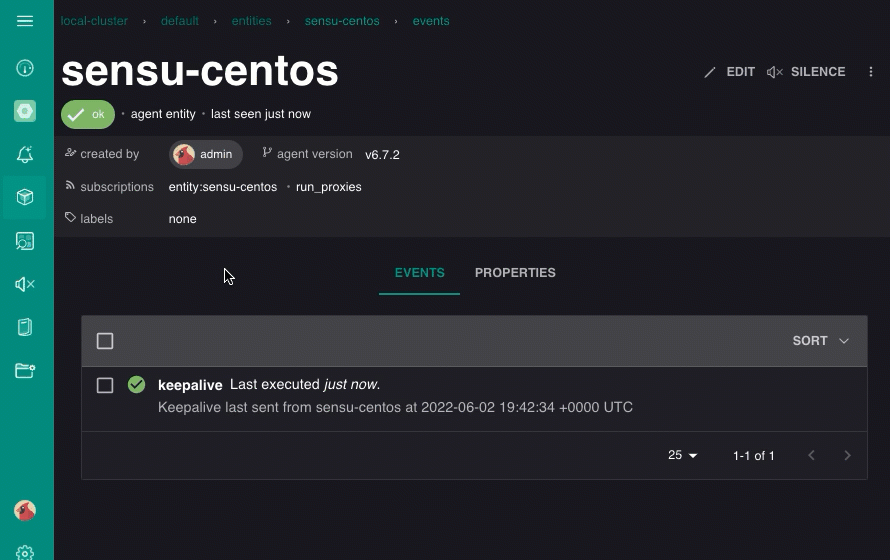 local-cluster › default › entities › sensu-centos › events
sensu-centos
EDIT SILENCE
ok • agent entity • last seen just now
created by admin agent version v6.7.2
subscriptions entity:sensu-centos • run_proxies
labels none
EVENTS PROPERTIES
SORT
keepalive Last executed just now.
Keepalive last sent from sensu-centos at 2022-06-02 19:42:34 +0000 UTC
25 1-1 of 1